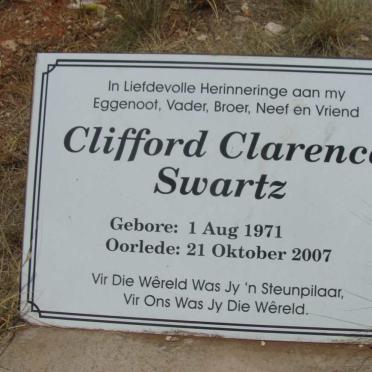 In Liefdevolle Herinneringe aan my
Eggenoot, Vader, Broer, Neef en Vriend
Clifford Clarence
Swartz
Gebore: 1 Aug 1971
Oorlede: 21 Oktober 2007
Vir Die Wêreld Was Jy 'n Steunpilaar,
Vir Ons Was Jy Die Wêreld.